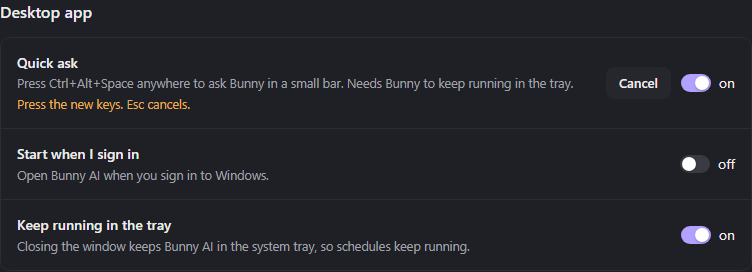 Desktop app
Quick ask
Press Ctrl+Alt+Space anywhere to ask Bunny in a small bar. Needs Bunny to keep running in the tray.
Press the new keys. Esc cancels.
Cancel
on
Start when I sign in
Open Bunny AI when you sign in to Windows.
off
Keep running in the tray
Closing the window keeps Bunny AI in the system tray, so schedules keep running.
on